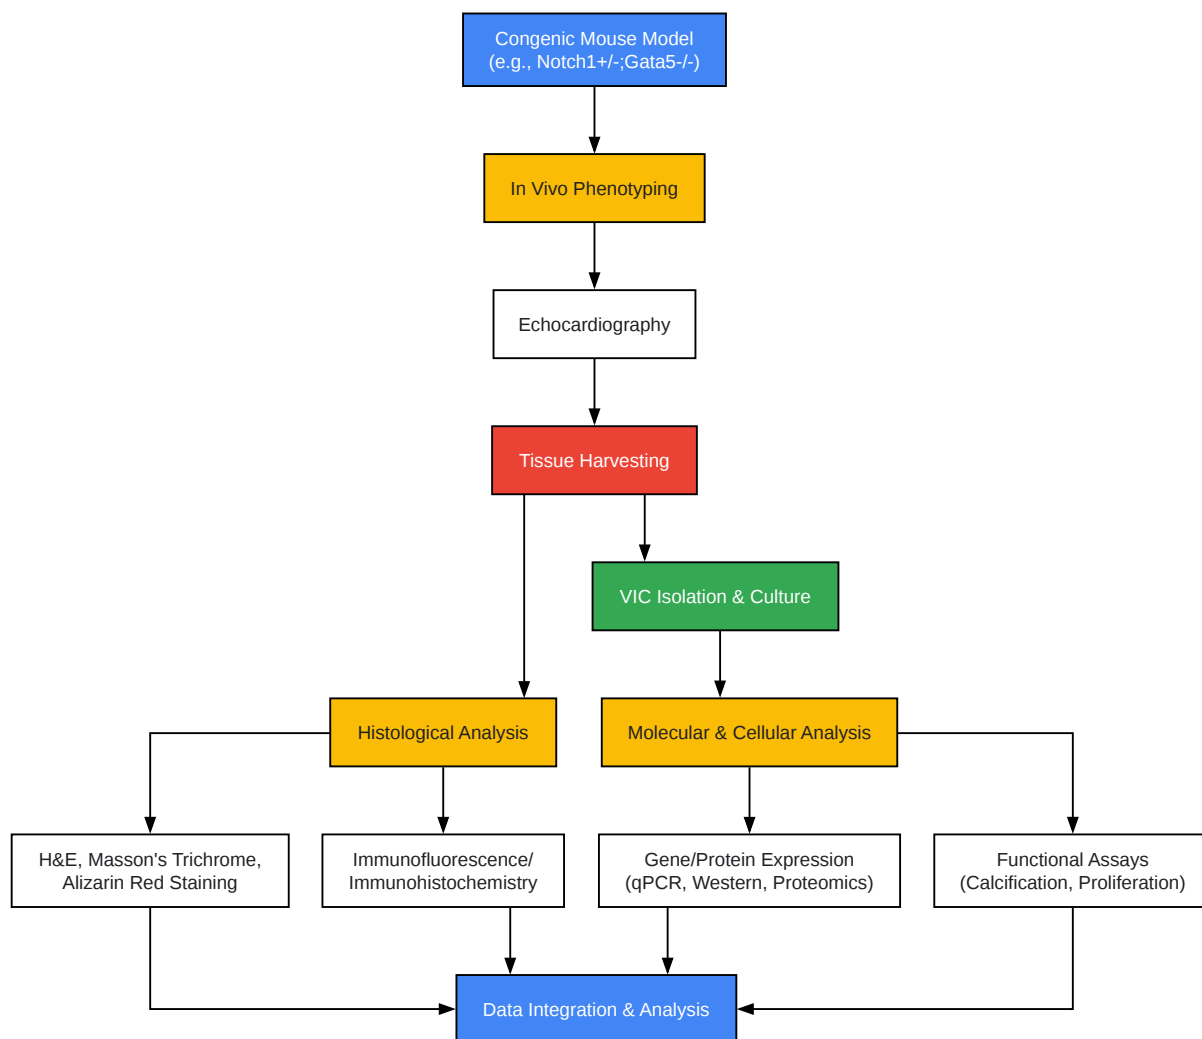 Congenic Mouse Model
(e.g., Notch1+/-;Gata5-/-)
In Vivo Phenotyping
Echocardiography
Tissue Harvesting
VIC Isolation & Culture
Histological Analysis
Molecular & Cellular Analysis
H&E, Masson's Trichrome,
Alizarin Red Staining
Immunofluorescence/
Immunohistochemistry
Gene/Protein Expression
(qPCR, Western, Proteomics)
Functional Assays
(Calcification, Proliferation)
Data Integration & Analysis